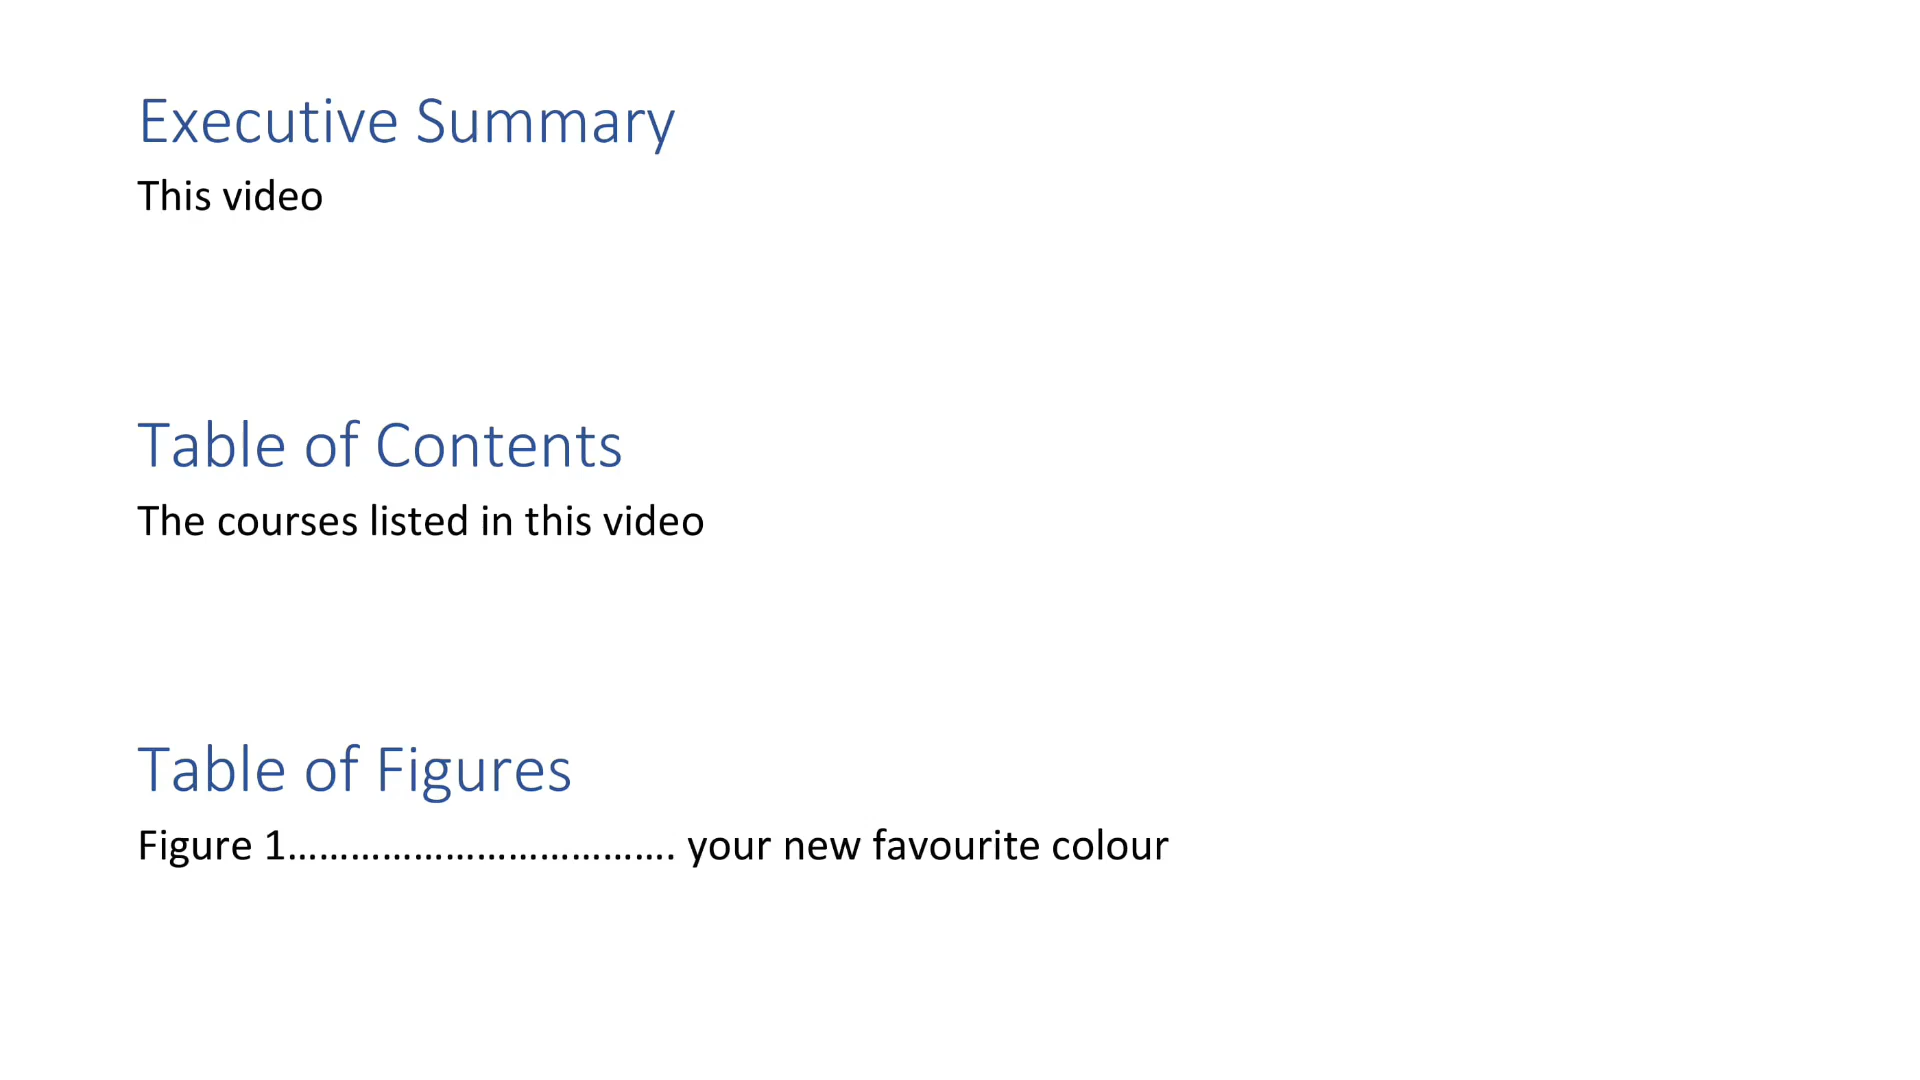 Executive Summary
This video
Table of Contents
The courses listed in this video
Table of Figures
Figure 1………………………………. your new favourite colour